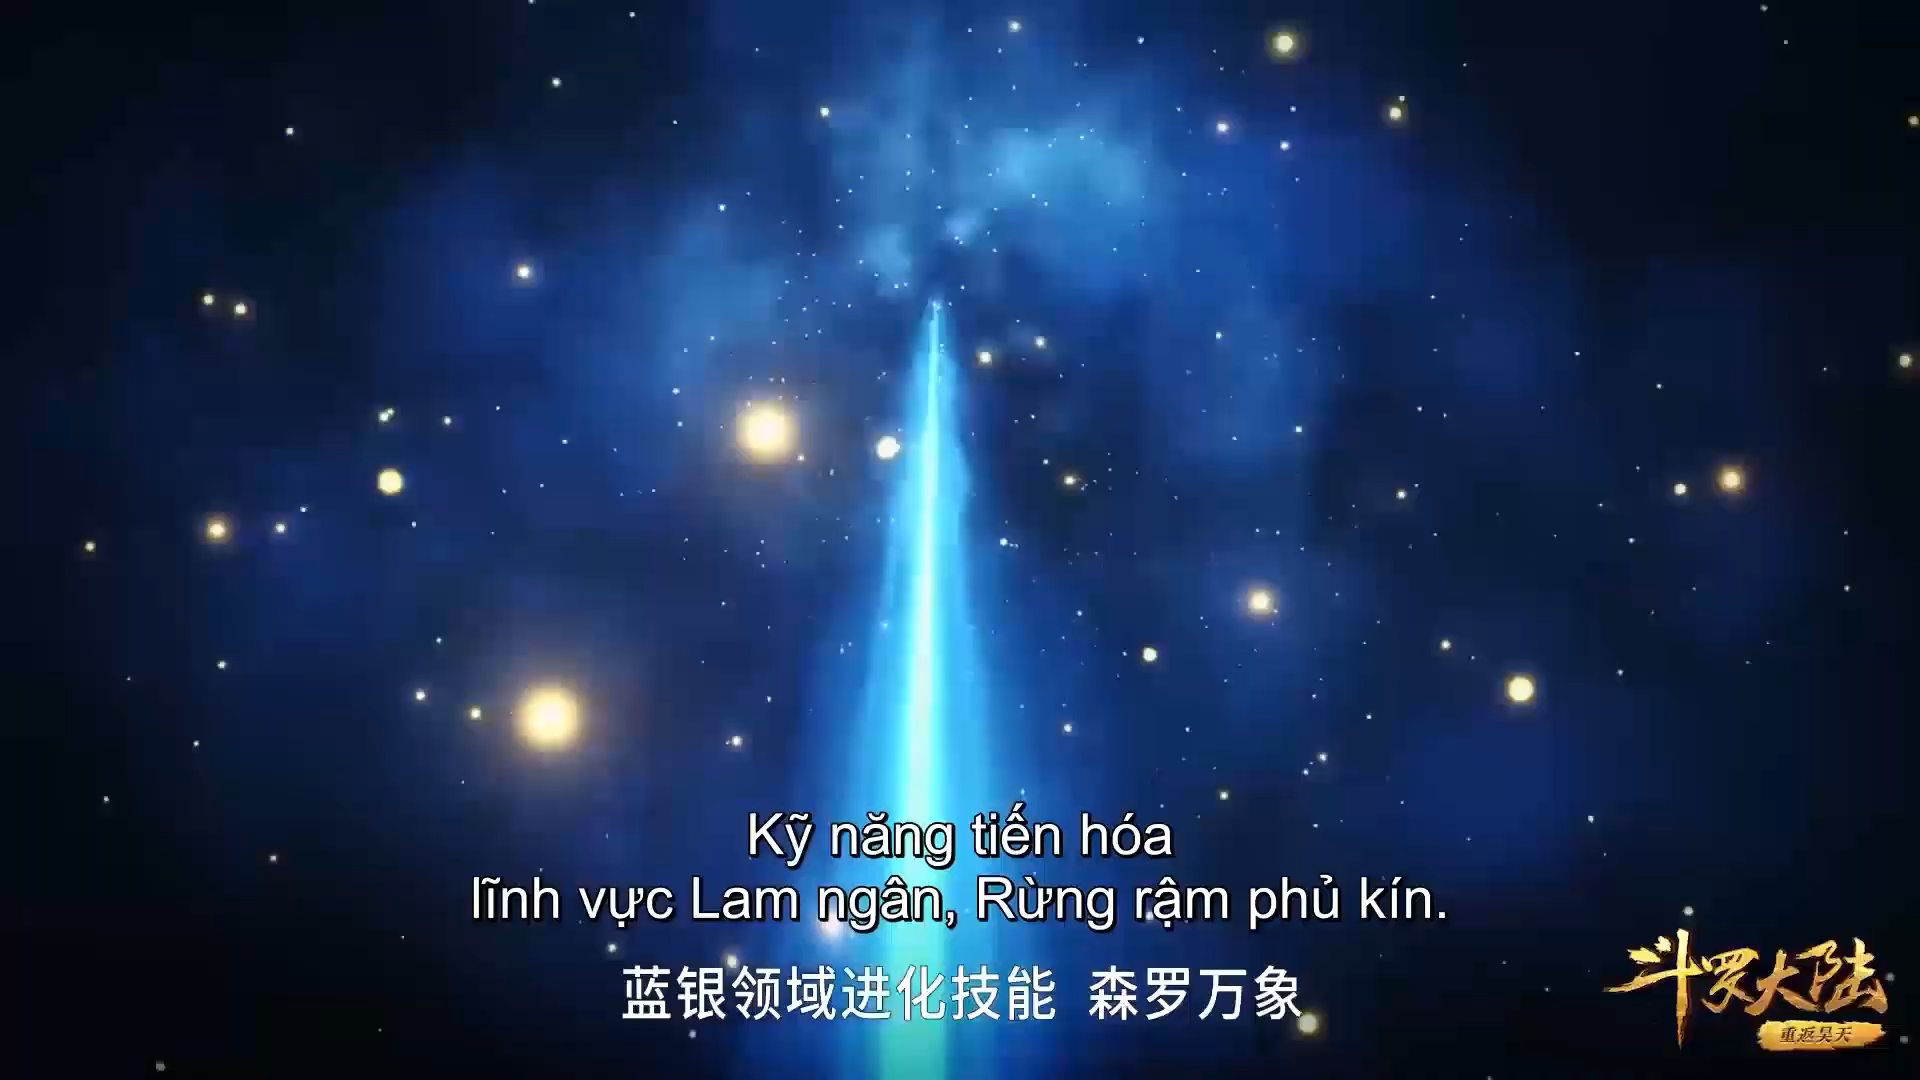 Kỹ năng tiến hóa
lĩnh vực Lam ngân, Rừng rậm phủ kín.
蓝银领域进化技能 森罗万象
斗罗大陆
重返昊天